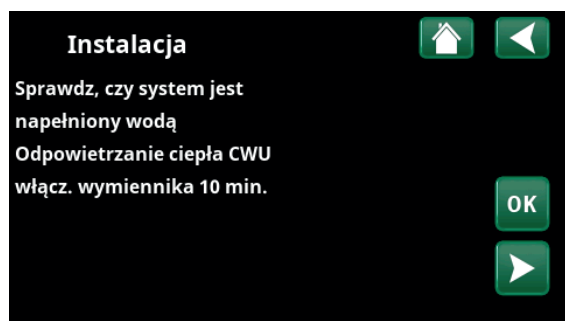 Instalacja
Sprawdz, czy system jest
napełniony wodą
Odpowietrzanie ciepła CWU
włącz. wymiennika 10 min.
OK